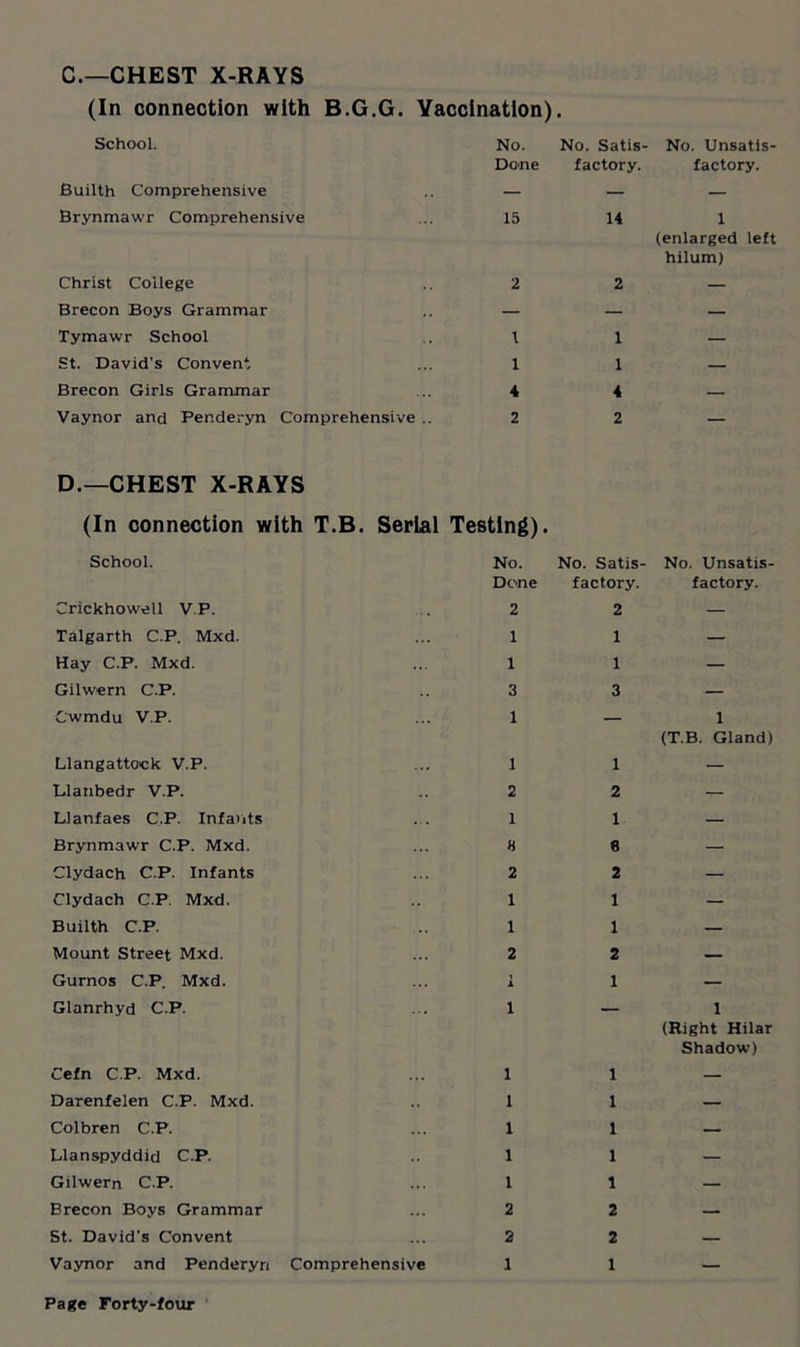 C.—CHEST X-RAYS
(In connection with B.G.G. Vaccination).
School. No. No. Satis- No. Unsatis-
Done factory. factory.
Builth Comprehensive .. — — —
Brynmawr Comprehensive ... 15 14 1
(enlarged left
hilum)
Christ College .. 2 2 —
Brecon Boys Grammar .. — — —
Tymawr School .. 1 1 —
St. David's Convent ... 1 1 —
Brecon Girls Grammar ... 4 4 —
Vaynor and Penderyn Comprehensive .. 2 2 —
D.—CHEST X-RAYS
(In connection with T.B. Serial Testing).
School. No. No. Satis- No. Unsatis-
Done factory. factory.
Crickhowell V.P. .. 2 2 —
Talgarth C.P. Mxd. ... 1 1 —
Hay C.P. Mxd. ... 1 1 —
Gilwern C.P. .. 3 3 —
Cwmdu V.P. ... 1 — 1
(T.B. Gland)
Llangattock V.P. ... 1 1 —
Llanbedr V.P. .. 2 2 —
Llanfaes C.P. Infants ... 1 1 —
Brynmawr C.P. Mxd. ... 8 8 —
Clydach C.P. Infants ... 2 2 —
Clydach C.P. Mxd. .. 1 1 —
Builth C.P. .. 1 1 —
Mount Street Mxd. ... 2 2 —
Gurnos C.P. Mxd. ... 1 1 —
Glanrhyd C.P. ... 1 — 1
(Right Hilar
Shadow)
Cefn C.P. Mxd. ... 1 1 —
Darenfelen C.P. Mxd. .. 1 1 —
Colbren C.P. ... 1 1 —
Llanspyddid C.P. .. 1 1 —
Gilwern C.P. ... 1 1 —
Brecon Boys Grammar ... 2 2 —
St. David's Convent ... 2 2 —
Vaynor and Penderyn Comprehensive 1 1 —
Page Forty-four